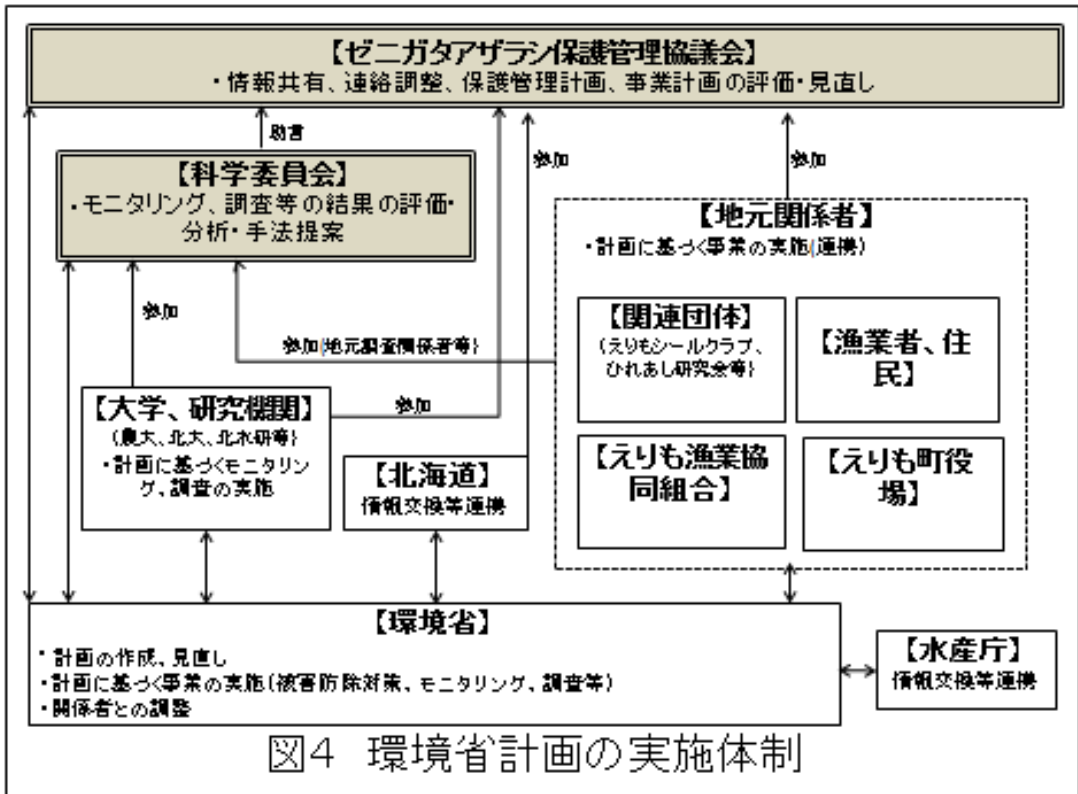 【ゼニガタアザラシ保護管理協議会】
・情報共有、連絡調整、保護管理計画、事業計画の評価・見直し
助言
参加
参加
【科学委員会】
・モニタリング、調査等の結果の評価・
分析・手法提案
【地元関係者】
・計画に基づく事業の実施(連携)
参加
参加(地元調査関係者等)
【関連団体】
(えりもシールクラブ、
ひれあし研究会等)
【漁業者、住
民】
【大学、研究機関】
(農大、北大、北水研等)
・計画に基づくモニタリン
グ、調査の実施
参加
【北海道】
情報交換等連携
【えりも漁業協
同組合】
【えりも町役
場】
【環境省】
・計画の作成、見直し
・計画に基づく事業の実施(被害防除対策、モニタリング、調査等)
・関係者との調整
【水産庁】
情報交換等連携
図4 環境省計画の実施体制